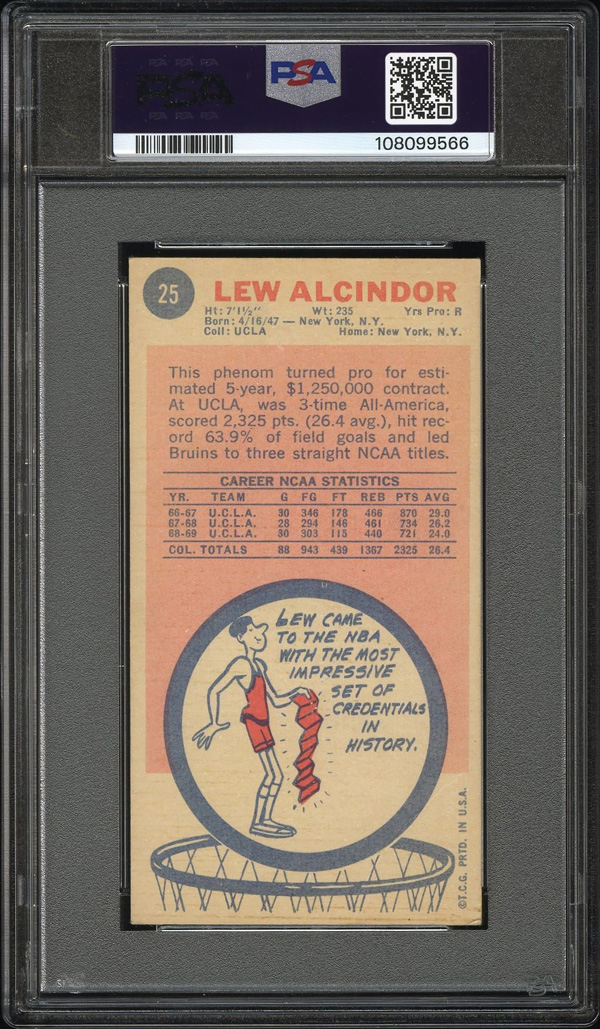 PSA
PSA
108099566
25
LEW ALCINDOR
Ht: 7'1½" Wt: 235 Yrs Pro: R
Born: 4/16/47 — New York, N.Y.
Coll: UCLA Home: New York, N.Y.
This phenom turned pro for esti-
mated 5-year, $1,250,000 contract.
At UCLA, was 3-time All-America,
scored 2,325 pts. (26.4 avg.), hit rec-
ord 63.9% of field goals and led
Bruins to three straight NCAA titles.
CAREER NCAA STATISTICS
YR. TEAM G FG FT REB PTS AVG
66-67 U.C.L.A. 30 346 178 466 870 29.0
67-68 U.C.L.A. 28 294 146 461 734 26.2
68-69 U.C.L.A. 30 303 115 440 721 24.0
COL. TOTALS 88 943 439 1367 2325 26.4
LEW CAME
TO THE NBA
WITH THE MOST
IMPRESSIVE
SET OF
CREDENTIALS
IN
HISTORY.
©T.C.G. PRTD. IN U.S.A.